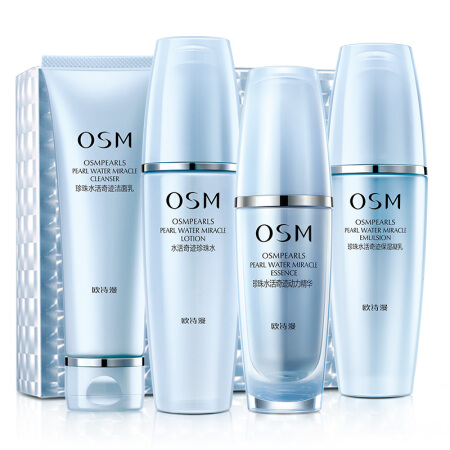 OSM
OSMPEARLS
PEARL WATER MIRACLE
CLEANSER
珍珠水活奇迹洁面乳
欧诗漫
OSM
OSMPEARLS
PEARL WATER MIRACLE
LOTION
水活奇迹珍珠水
欧诗漫
OSM
OSMPEARLS
PEARL WATER MIRACLE
ESSENCE
珍珠水活奇迹动力精华
欧诗漫
OSM
OSMPEARLS
PEARL WATER MIRACLE
EMULSION
珍珠水活奇迹保湿凝乳
欧诗漫